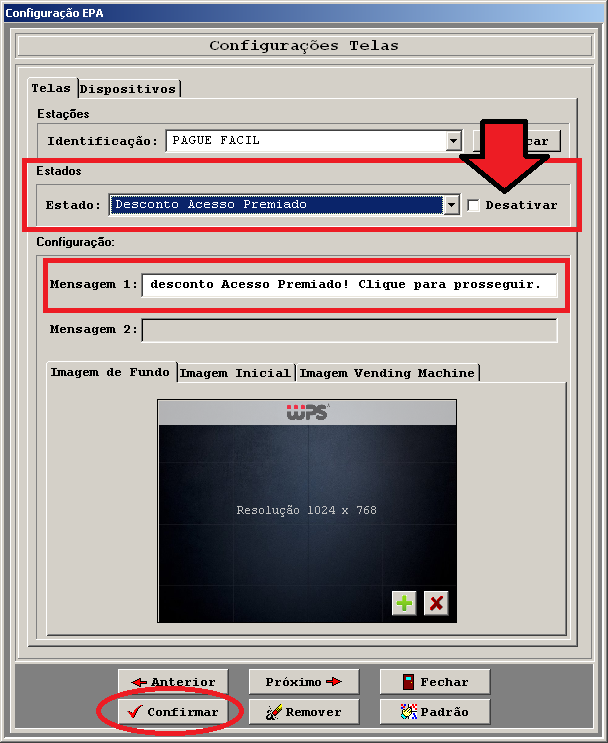 Configuração EPA
Configurações Telas
Telas Dispositivos
Estações
Identificação: PAGUE FACIL
Estados
Estado: Desconto Acesso Premiado Desativar
Configuração:
Mensagem 1: desconto Acesso Premiado! Clique para prosseguir.
Mensagem 2:
Imagem de Fundo Imagem Inicial Imagem Vending Machine
WPS
Resolução 1024 x 768
Anterior Próximo Fechar
Confirmar Remover Padrão